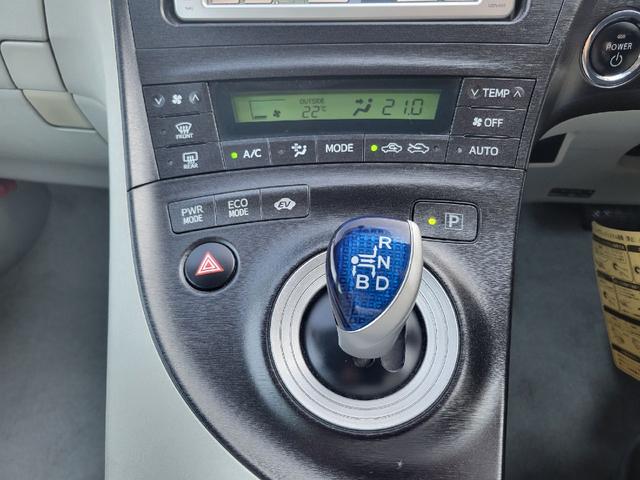 POWER
OUTSIDE
22℃
21.0
TEMP
OFF
FRONT
REAR
A/C
MODE
AUTO
PWR
MODE
ECO
MODE
EV
P
R
N
B D